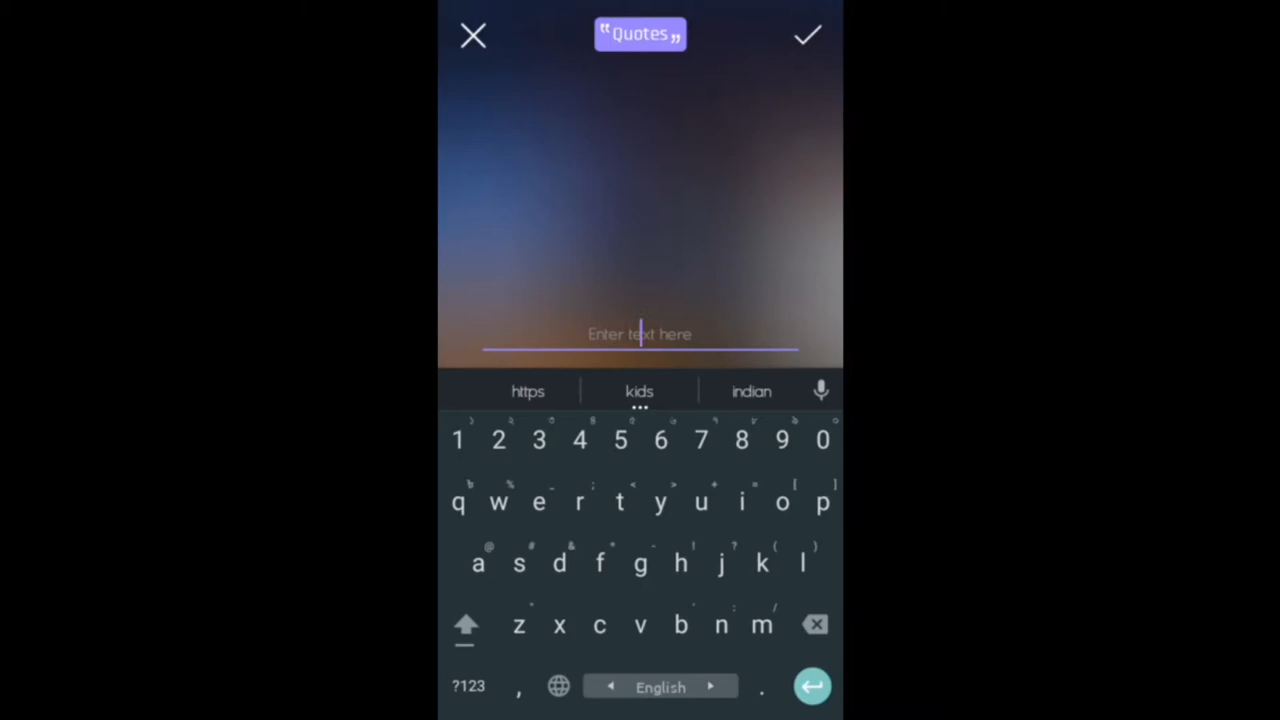 “Quotes„
Enter text here
https kids indian
1 2 3 4 5 6 7 8 9 0
% _ ; < > + = [ ]
q w e r t y u i o p
@ # & * - ! ? ( )
a s d f g h j k l
" ' : /
z x c v b n m
?123 , English .